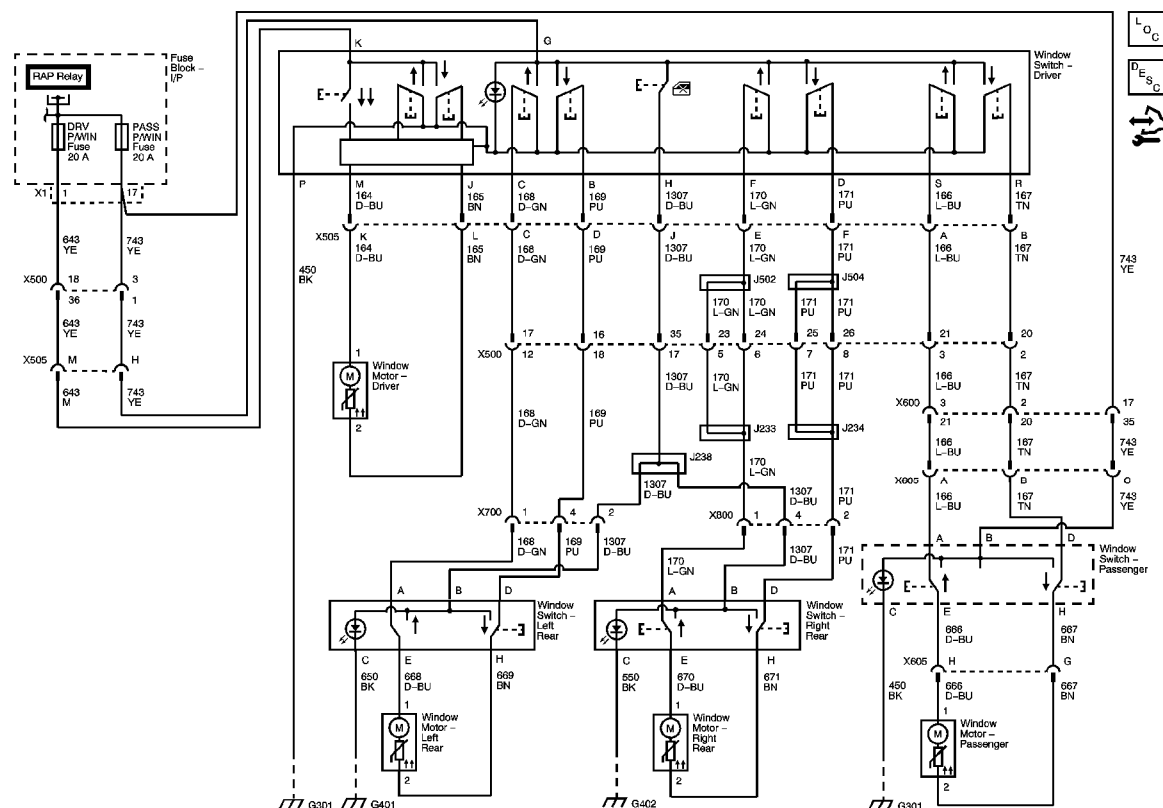 L O C
D E S C
Fuse
Block –
I/P
RAP Relay
DRV
P/WIN
Fuse
20 A
PASS
P/WIN
Fuse
20 A
X1 1 17
K G
Window
Switch –
Driver
P M J C B H F D S R
164
D–BU
165
BN
168
D–GN
169
PU
1307
D–BU
170
L–GN
171
PU
166
L–BU
167
TN
X505 K L C D J E F A B
643
YE
743
YE
450
BK
164
D–BU
165
BN
168
D–GN
169
PU
1307
D–BU
170
L–GN
171
PU
166
L–BU
167
TN
743
YE
X500 18 3
36 1
J502 J504
170
L–GN
170
L–GN
171
PU
171
PU
643
YE
743
YE
17 16 35 23 24 25 26 21 20
X500 12 18 17 5 6 7 8 3 2
X505 M H
643
M
743
YE
1
Window
Motor –
Driver
M
2
168
D–GN
169
PU
1307
D–BU
170
L–GN
171
PU
171
PU
166
L–BU
167
TN
X600 3 2 17
21 20 35
J233 J234
J238
170
L–GN
166
L–BU
167
TN
743
YE
1307
D–BU
1307
D–BU
171
PU
X605 A B C
166
L–BU
167
TN
743
YE
X700 1 4 2
168
D–GN
169
PU
1307
D–BU
X800 1 4 2
170
L–GN
1307
D–BU
171
PU
A B D
Window
Switch –
Passenger
C E H
A B D
Window
Switch –
Left
Rear
C E H
A B D
Window
Switch –
Right
Rear
C E H
650
BK
668
D–BU
669
BN
550
BK
670
D–BU
671
BN
450
BK
666
D–BU
667
BN
X605 H G
666
D–BU
667
BN
1
Window
Motor –
Left
Rear
M
2
1
Window
Motor –
Right
Rear
M
2
1
Window
Motor –
Passenger
M
2
G301 G401 G402 G301